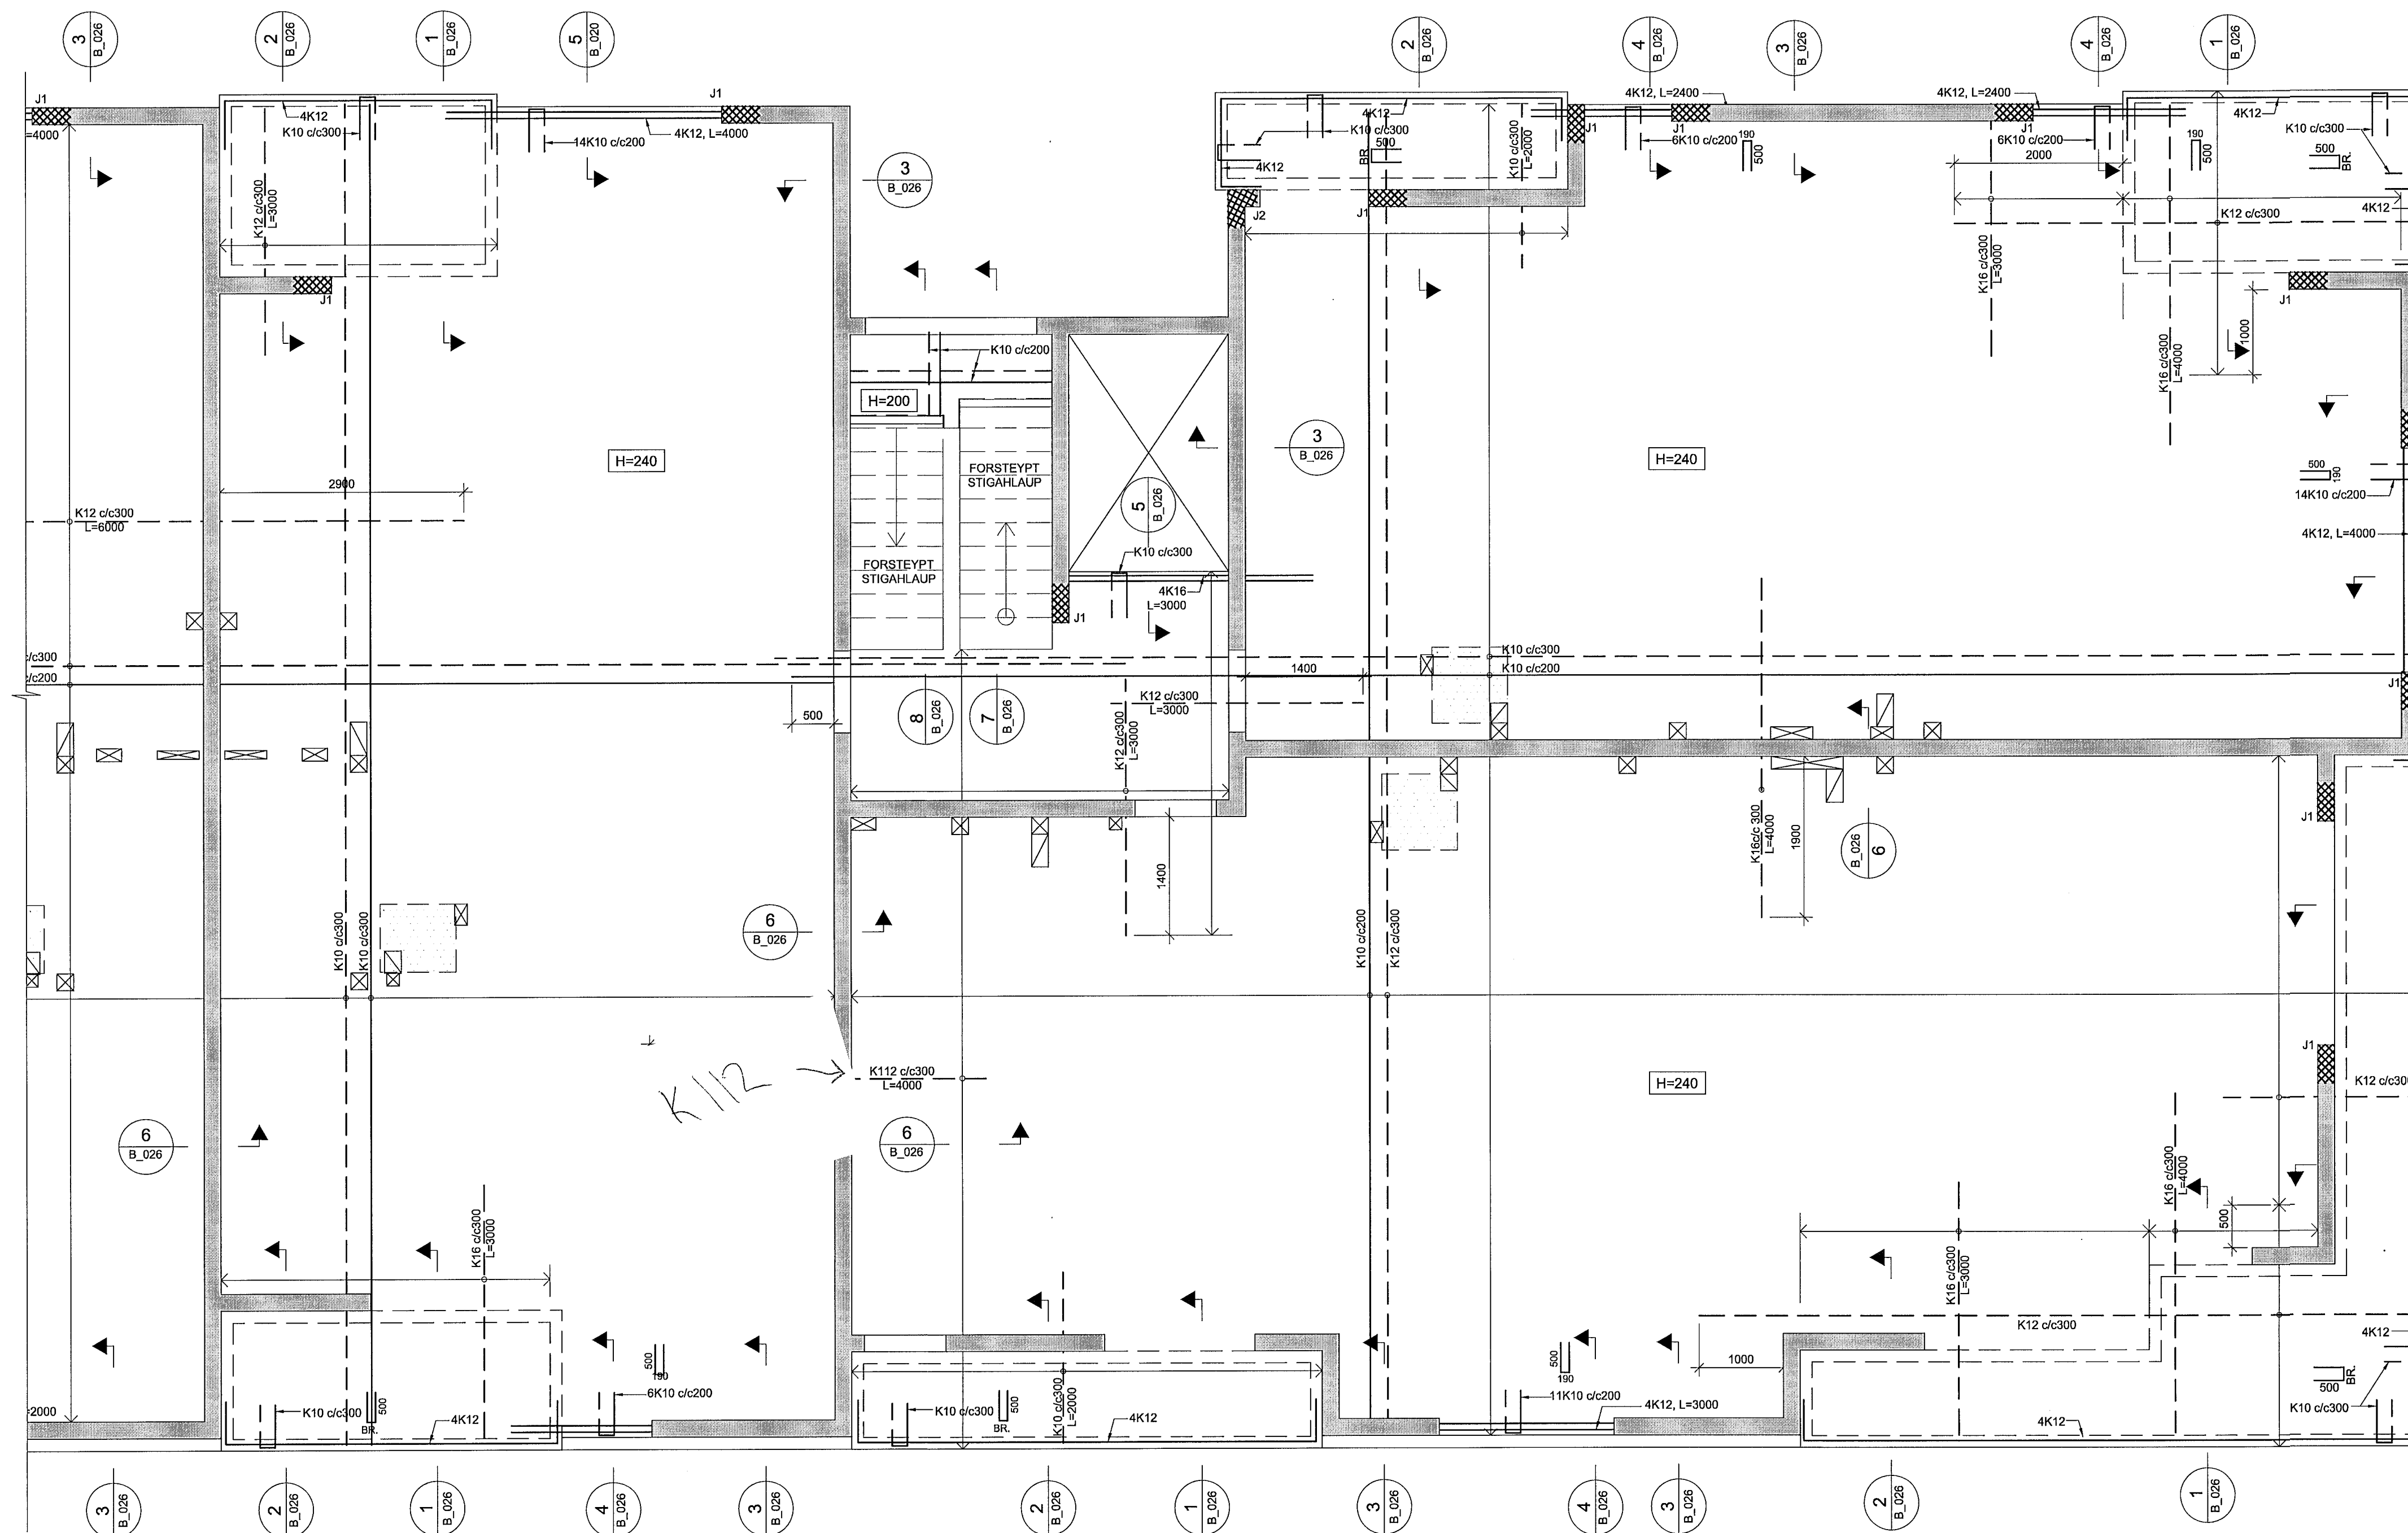 3
B_026
2
B_026
1
B_026
5
B_020
2
B_026
4
B_026
3
B_026
4
B_026
1
B_026
J1
=4000
4K12
K10 c/c300
J1
14K10 c/c200
4K12, L=4000
K12 c/c300
L=3000
J1
3
B_026
4K12
K10 c/c300
500
BR.
4K12
J2
J1
K10 c/c300
L=2000
4K12, L=2400
J1
J1
6K10 c/c200
190
500
4K12, L=2400
J1
6K10 c/c200
2000
190
500
4K12
K10 c/c300
500
BR.
4K12
K12 c/c300
K16 c/c300
L=3000
K16 c/c300
L=4000
J1
1000
K10 c/c200
H=200
H=240
FORSTEYPT
STIGAHLAUP
FORSTEYPT
STIGAHLAUP
5
B_026
3
B_026
H=240
500
190
14K10 c/c200
4K12, L=4000
2900
K12 c/c300
L=6000
K10 c/c300
4K16
L=3000
J1
/c300
/c200
500
1400
K10 c/c300
K10 c/c200
K12 c/c300
L=3000
8
B_026
7
B_026
K12 c/c300
L=3000
J1
J1
K16c/c 300
L=4000
1900
B_026
6
1400
6
B_026
K10 c/c300
K10 c/c300
K10 c/c200
K12 c/c300
K112
K112 c/c300
L=4000
H=240
J1
K12 c/c300
6
B_026
6
B_026
K16 c/c300
L=3000
K16 c/c300
L=4000
500
K16 c/c300
L=3000
K12 c/c300
1000
=2000
K10 c/c300
BR.
500
4K12
500
190
6K10 c/c200
K10 c/c300
500
BR.
K10 c/c300
L=2000
4K12
500
190
11K10 c/c200
4K12, L=3000
4K12
4K12
500
BR.
K10 c/c300
3
B_026
2
B_026
1
B_026
4
B_026
3
B_026
2
B_026
1
B_026
3
B_026
4
B_026
3
B_026
2
B_026
1
B_026